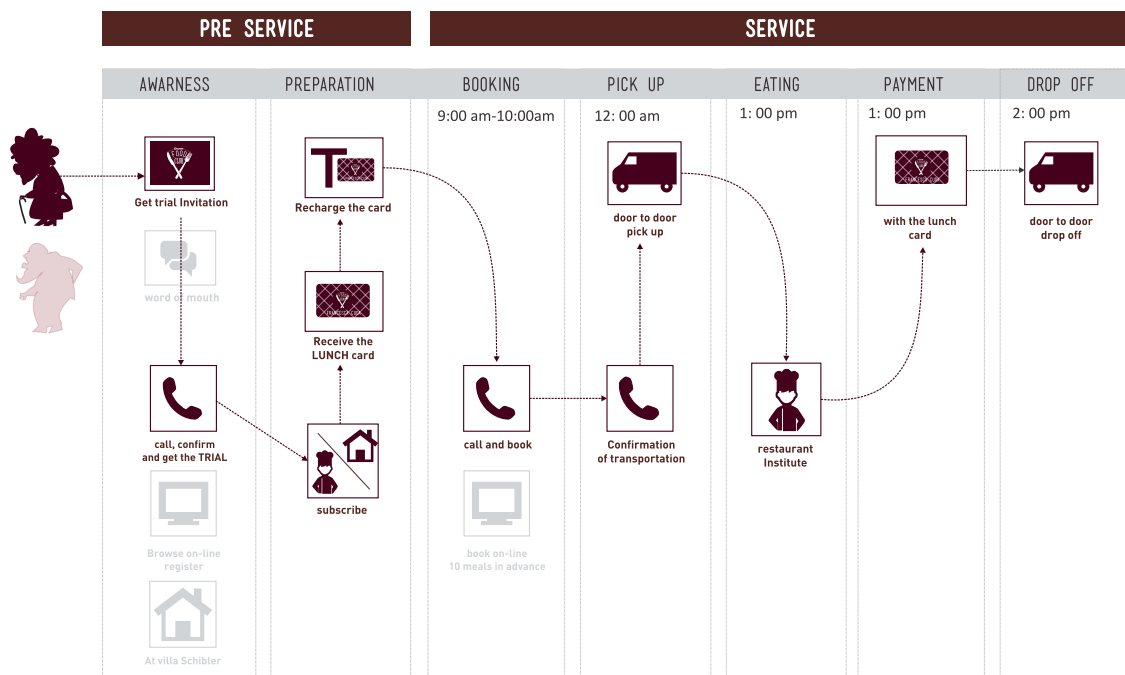 PRE SERVICE
SERVICE
AWARNESS
PREPARATION
BOOKING
PICK UP
EATING
PAYMENT
DROP OFF
9:00 am-10:00am
12: 00 am
1: 00 pm
1: 00 pm
2: 00 pm
FOOD
CLUB
Get trial Invitation
word of mouth
call, confirm
and get the TRIAL
Browse on-line
register
At villa Schibler
T
Recharge the card
Receive the
LUNCH card
subscribe
call and book
book on-line
10 meals in advance
door to door
pick up
Confirmation
of transportation
restaurant
Institute
with the lunch
card
door to door
drop off